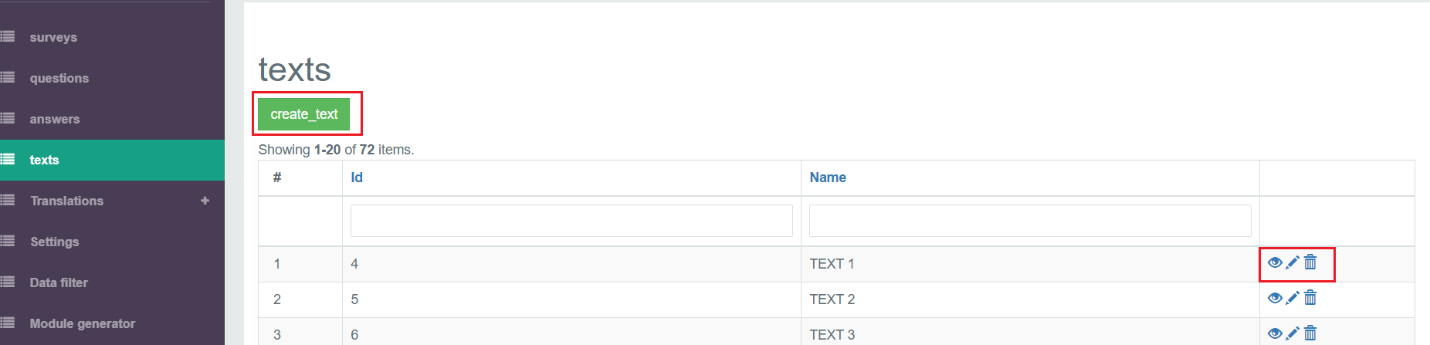 surveys
questions
answers
texts
Translations +
Settings
Data filter
Module generator
texts
create_text
Showing 1-20 of 72 items.
# Id Name
1 4 TEXT 1
2 5 TEXT 2
3 6 TEXT 3